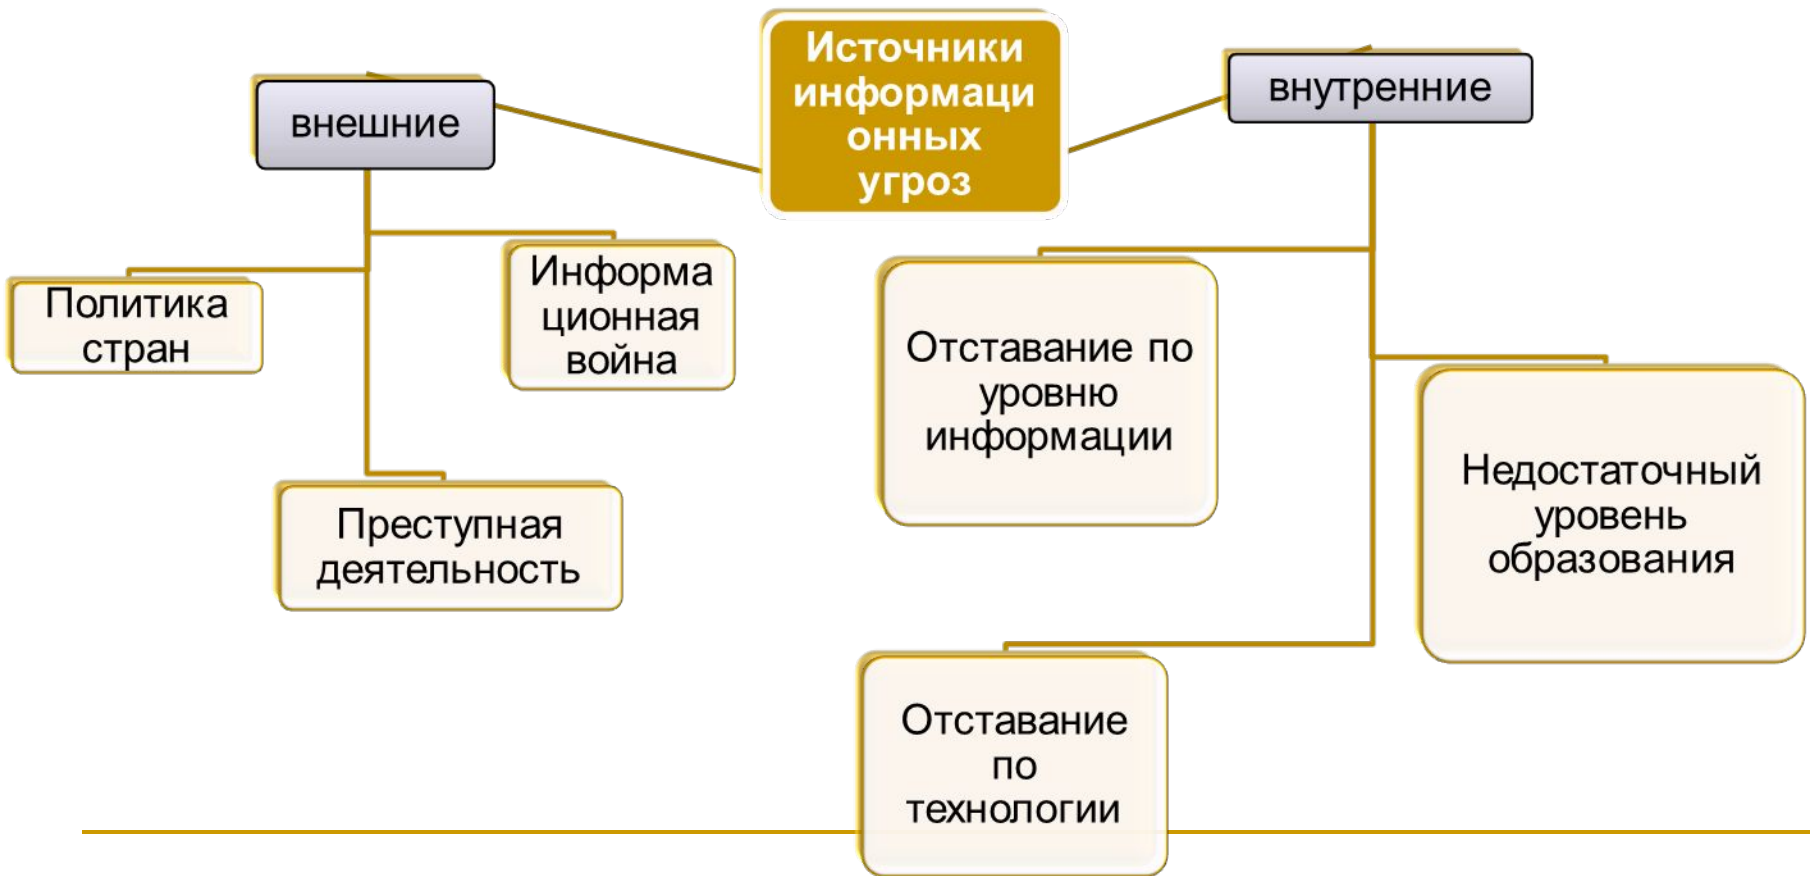 Источники
информаци
онных
угроз
внешние
внутренние
Политика
стран
Информа
ционная
война
Преступная
деятельность
Отставание по
уровню
информации
Недостаточный
уровень
образования
Отставание
по
технологии